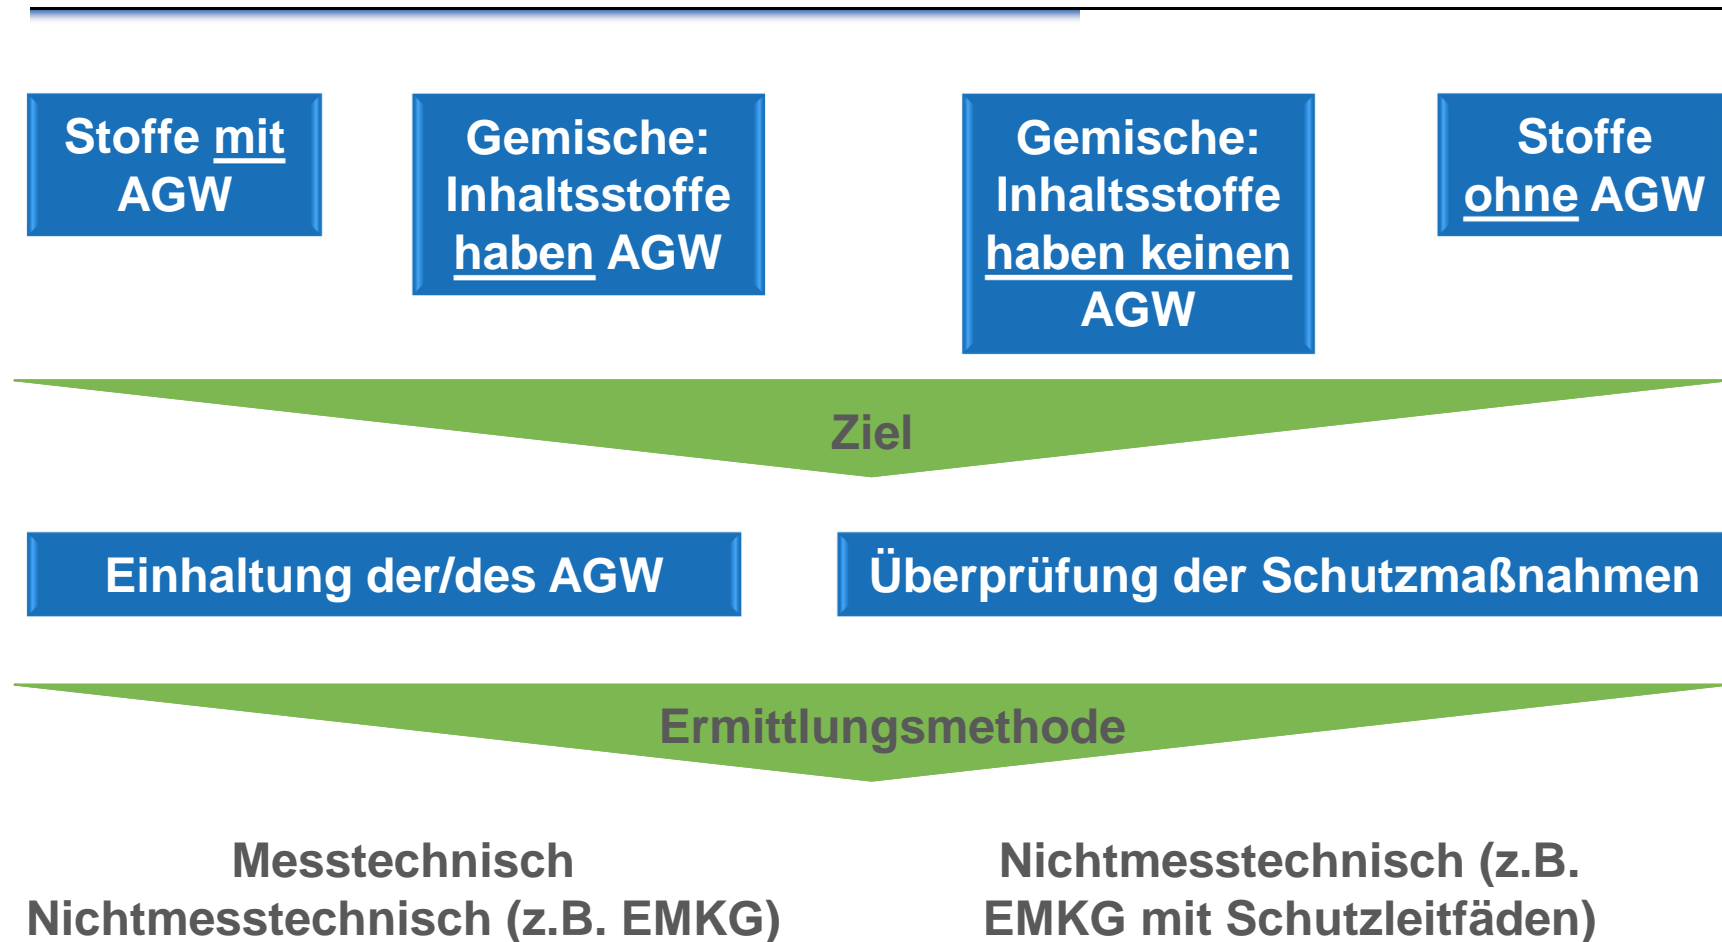 Stoffe mit
AGW
Gemische:
Inhaltsstoffe
haben AGW
Gemische:
Inhaltsstoffe
haben keinen
AGW
Stoffe
ohne AGW
Ziel
Einhaltung der/des AGW
Überprüfung der Schutzmaßnahmen
Ermittlungsmethode
Messtechnisch
Nichtmesstechnisch (z.B. EMKG)
Nichtmesstechnisch (z.B.
EMKG mit Schutzleitfäden)